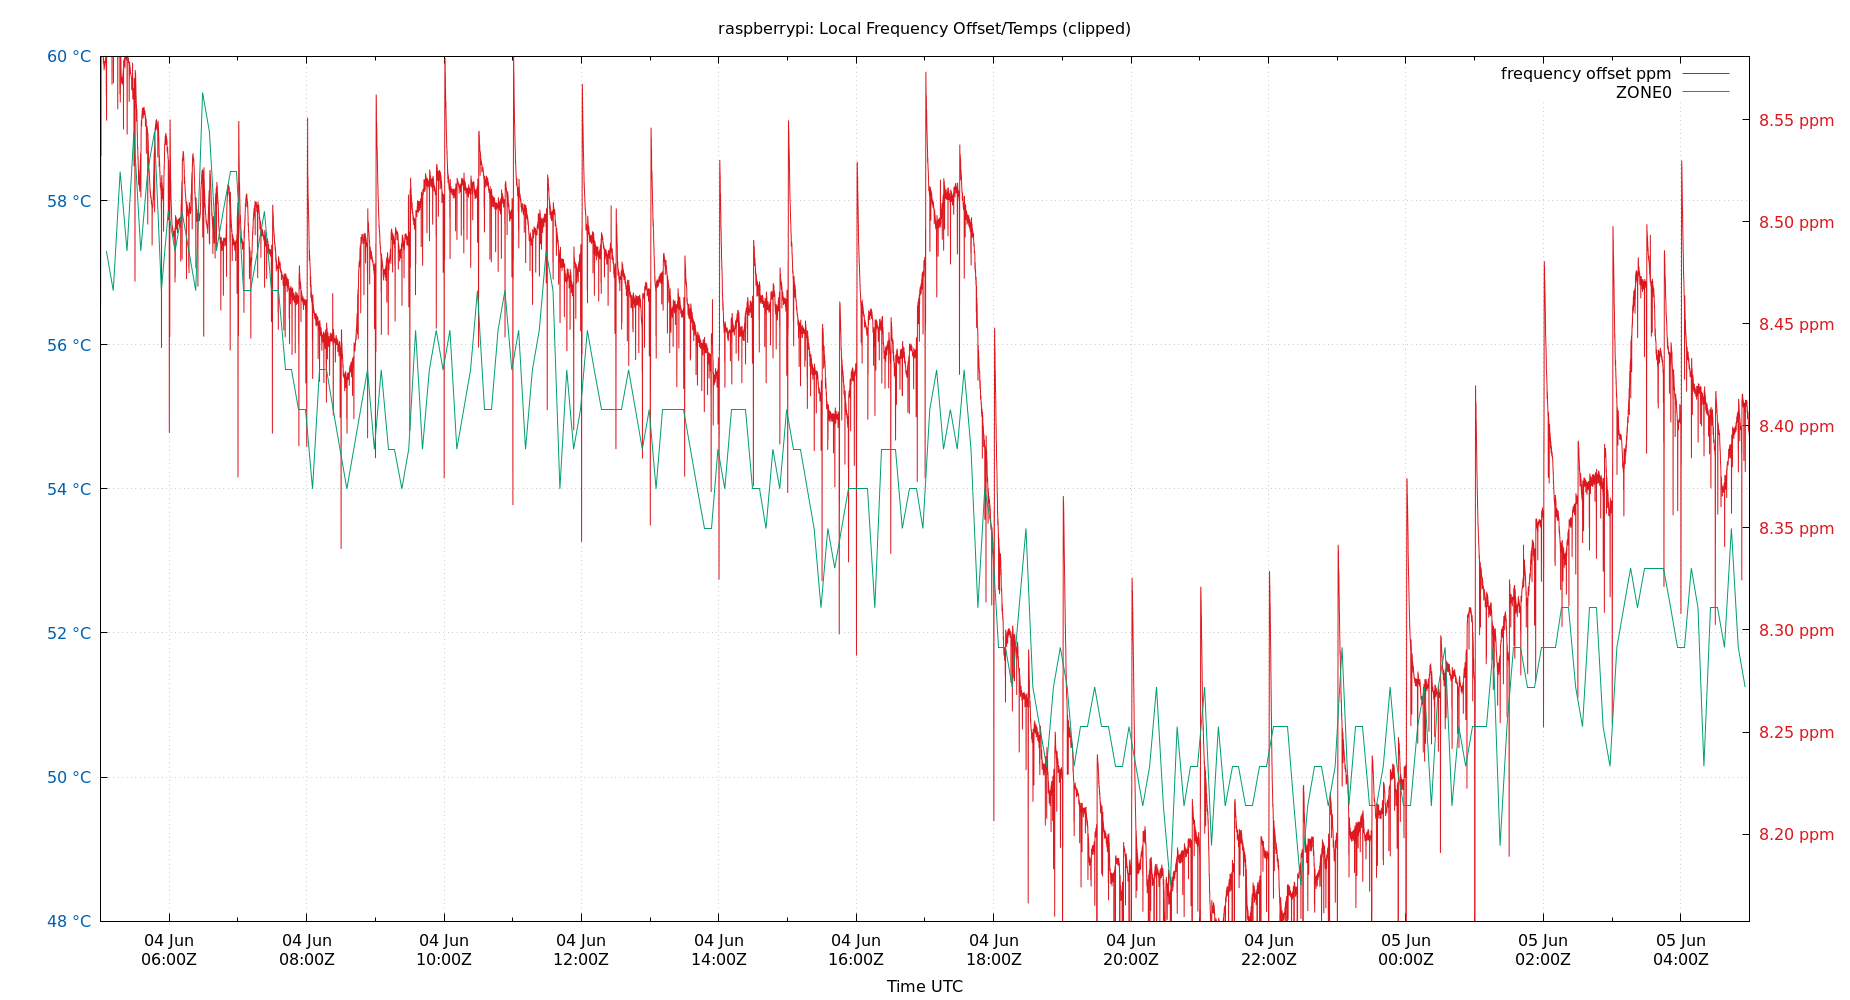 raspberrypi: Local Frequency Offset/Temps (clipped)
frequency offset ppm
ZONE0
60 °C
58 °C
56 °C
54 °C
52 °C
50 °C
48 °C
8.55 ppm
8.50 ppm
8.45 ppm
8.40 ppm
8.35 ppm
8.30 ppm
8.25 ppm
8.20 ppm
04 Jun
06:00Z
04 Jun
08:00Z
04 Jun
10:00Z
04 Jun
12:00Z
04 Jun
14:00Z
04 Jun
16:00Z
04 Jun
18:00Z
04 Jun
20:00Z
04 Jun
22:00Z
05 Jun
00:00Z
05 Jun
02:00Z
05 Jun
04:00Z
Time UTC